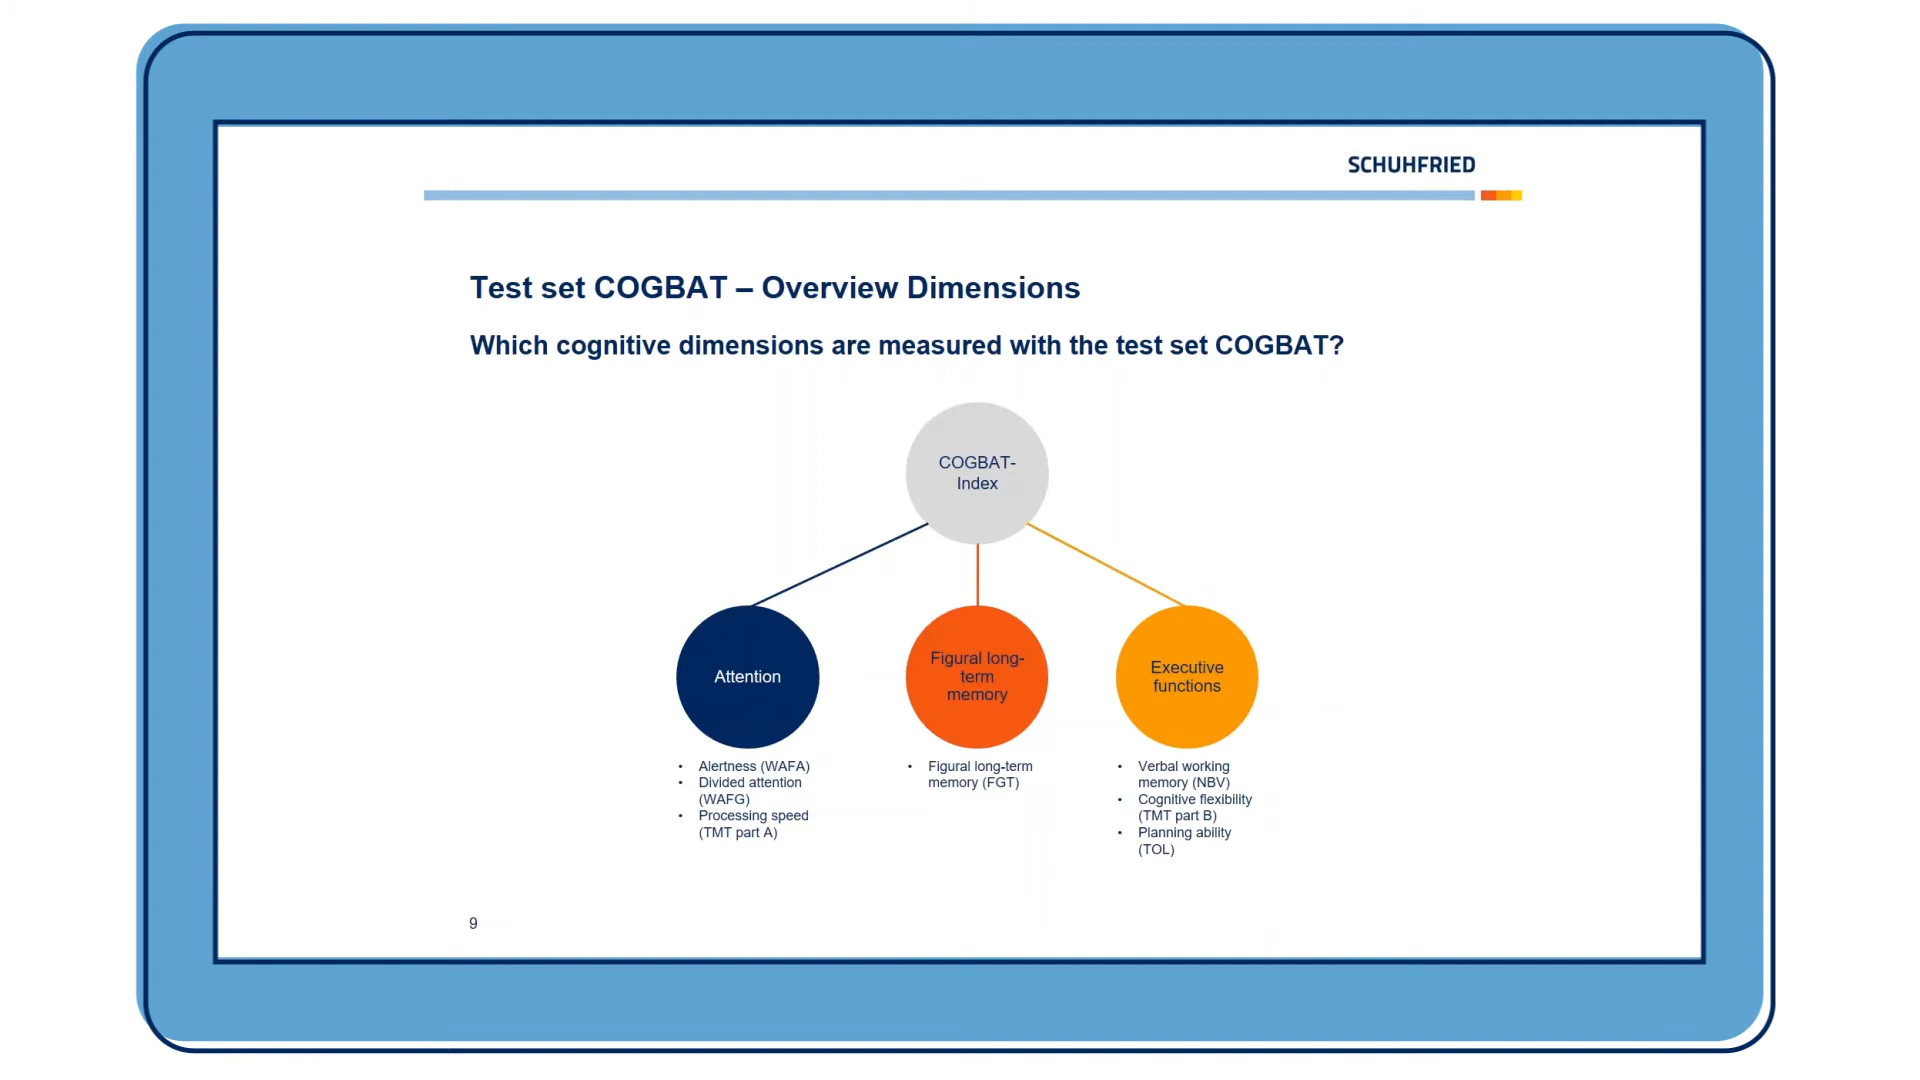 SCHUHFRIED
Test set COGBAT – Overview Dimensions
Which cognitive dimensions are measured with the test set COGBAT?
COGBAT-
Index
Attention
Figural long-
term
memory
Executive
functions
• Alertness (WAFA)
• Divided attention
(WAFG)
• Processing speed
(TMT part A)
• Figural long-term
memory (FGT)
• Verbal working
memory (NBV)
• Cognitive flexibility
(TMT part B)
• Planning ability
(TOL)
9